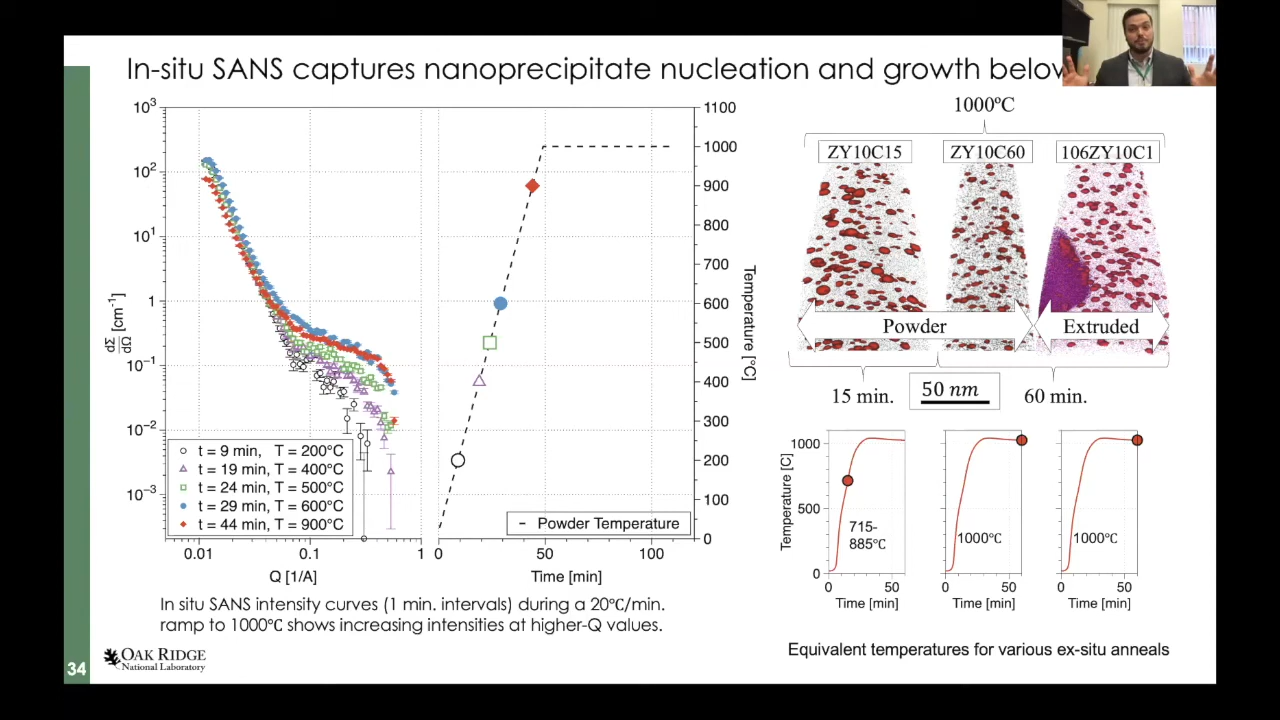 In-situ SANS captures nanoprecipitate nucleation and growth below
10³
10²
10¹
1
10⁻¹
10⁻²
10⁻³
dΣ/dΩ [cm⁻¹]
t = 9 min, T = 200°C
t = 19 min, T = 400°C
t = 24 min, T = 500°C
t = 29 min, T = 600°C
t = 44 min, T = 900°C
0.01 0.1 1
Q [1/A]
Powder Temperature
0 50 100
Time [min]
1100
1000
900
800
700
600
500
400
300
200
100
0
Temperature [°C]
In situ SANS intensity curves (1 min. intervals) during a 20°C/min.
ramp to 1000°C shows increasing intensities at higher-Q values.
1000°C
ZY10C15 ZY10C60 106ZY10C1
Powder Extruded
15 min. 50 nm 60 min.
Temperature [C]
1000
500
0
715-
885°C
1000°C
1000°C
0 50 0 50 0 50
Time [min] Time [min] Time [min]
Equivalent temperatures for various ex-situ anneals
34
OAK RIDGE
National Laboratory